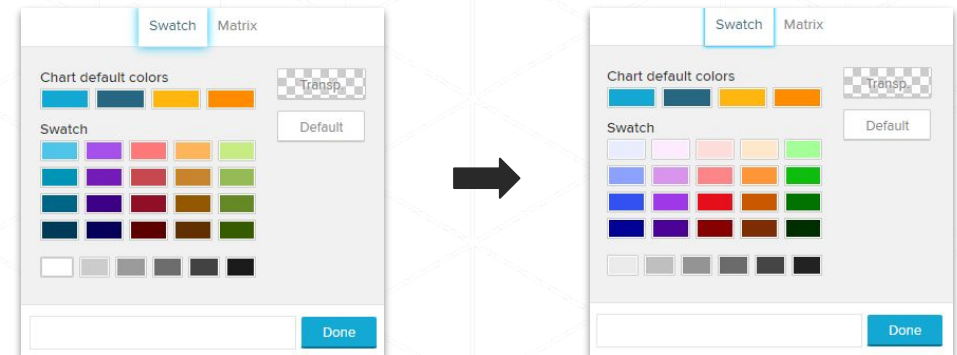 Swatch Matrix
Chart default colors
Transp.
Default
Swatch
Done
Swatch Matrix
Chart default colors
Transp.
Default
Swatch
Done